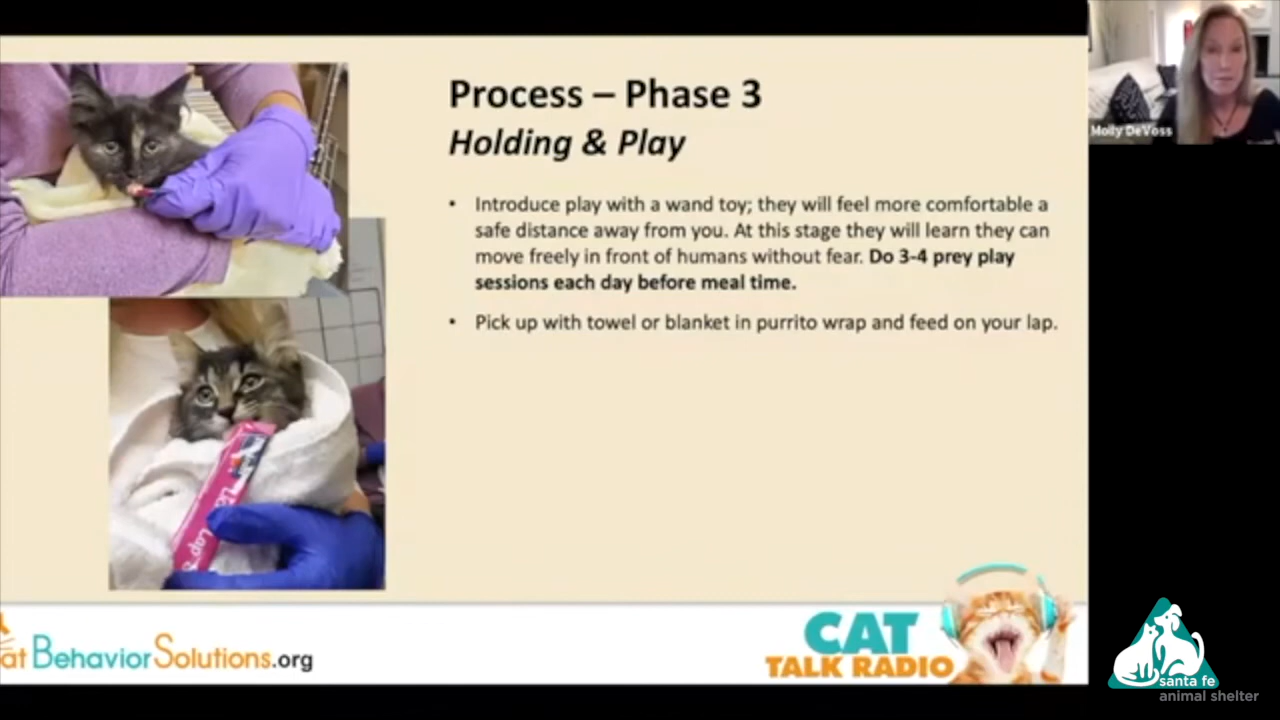 Process – Phase 3
Holding & Play
• Introduce play with a wand toy; they will feel more comfortable a
safe distance away from you. At this stage they will learn they can
move freely in front of humans without fear. Do 3-4 prey play
sessions each day before meal time.
• Pick up with towel or blanket in purrito wrap and feed on your lap.
Molly DeVoss
at BehaviorSolutions.org
CAT
TALK RADIO
santa fe
animal shelter